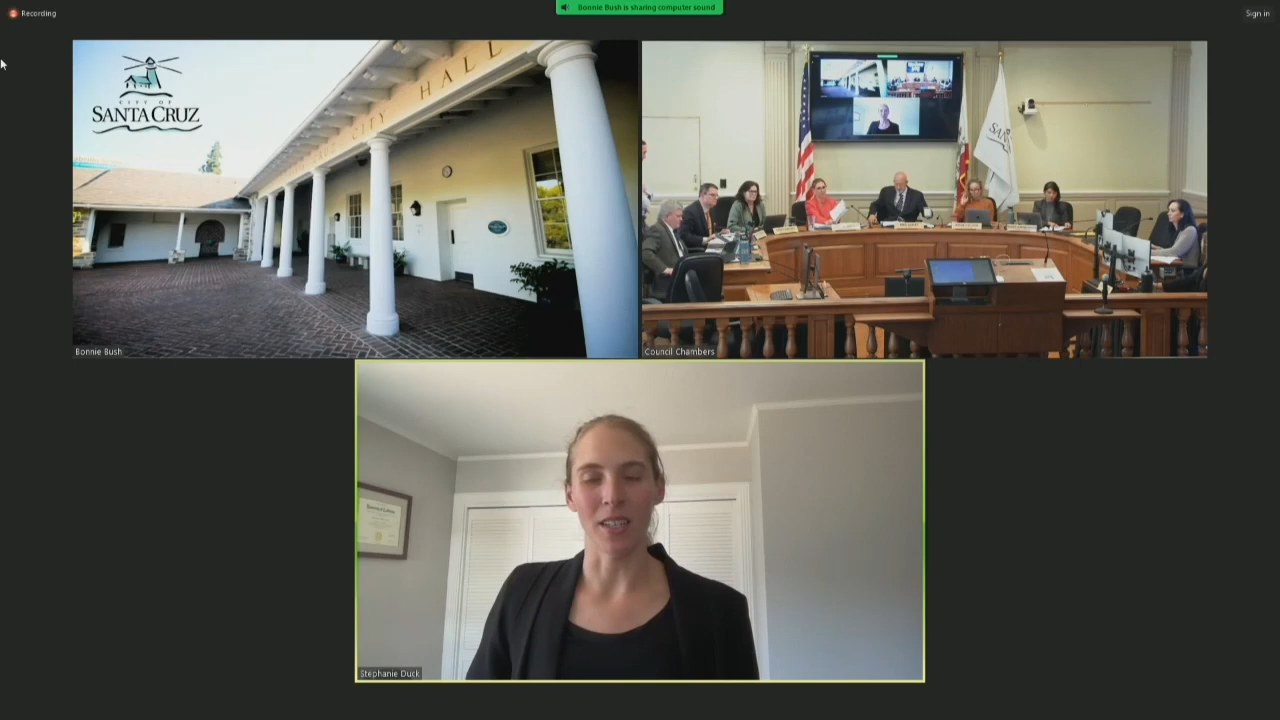 Recording
Bonnie Bush is sharing computer sound
Sign in
CITY OF
SANTA CRUZ
CITY HALL
Bonnie Bush
Council Chambers
Stephanie Duck